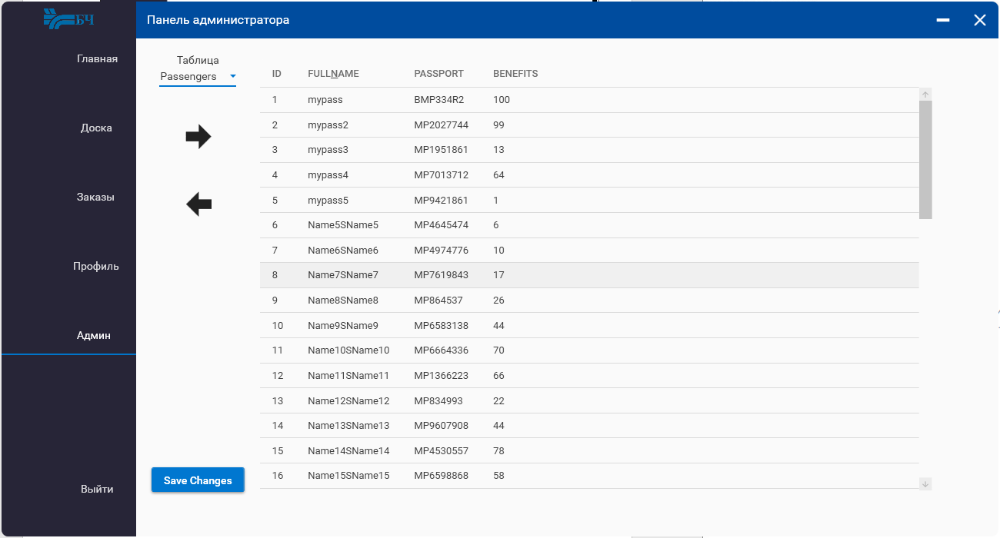 БЧ
Панель администратора
Главная
Доска
Заказы
Профиль
Админ
Выйти
Таблица
Passengers
Save Changes
ID FULLNAME PASSPORT BENEFITS
1 mypass BMP334R2 100
2 mypass2 MP2027744 99
3 mypass3 MP1951861 13
4 mypass4 MP7013712 64
5 mypass5 MP9421861 1
6 Name5SName5 MP4645474 6
7 Name6SName6 MP4974776 10
8 Name7SName7 MP7619843 17
9 Name8SName8 MP864537 26
10 Name9SName9 MP6583138 44
11 Name10SName10 MP6664336 70
12 Name11SName11 MP1366223 66
13 Name12SName12 MP834993 22
14 Name13SName13 MP9607908 44
15 Name14SName14 MP4530557 78
16 Name15SName15 MP6598868 58